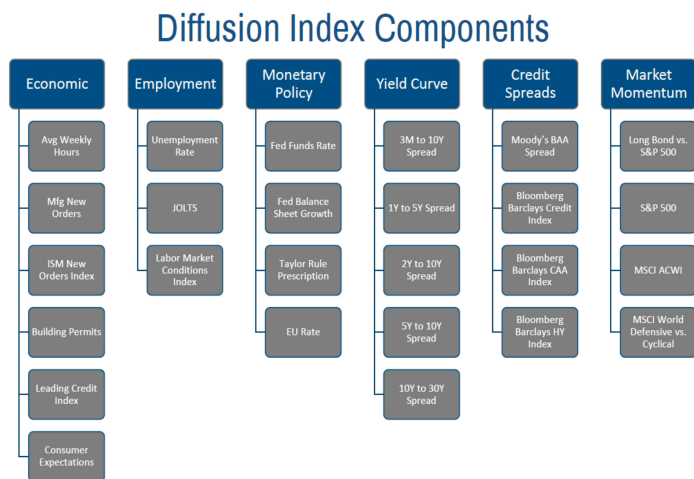 Diffusion Index Components
Economic
Avg Weekly
Hours
Mfg New
Orders
ISM New
Orders Index
Building Permits
Leading Credit
Index
Consumer
Expectations
Employment
Unemployment
Rate
JOLTS
Labor Market
Conditions
Index
Monetary
Policy
Fed Funds Rate
Fed Balance
Sheet Growth
Taylor Rule
Prescription
EU Rate
Yield Curve
3M to 10Y
Spread
1Y to 5Y Spread
2Y to 10Y
Spread
5Y to 10Y
Spread
10Y to 30Y
Spread
Credit
Spreads
Moody's BAA
Spread
Bloomberg
Barclays Credit
Index
Bloomberg
Barclays CAA
Index
Bloomberg
Barclays HY
Index
Market
Momentum
Long Bond vs.
S&P 500
S&P 500
MSCI ACWI
MSCI World
Defensive vs.
Cyclical